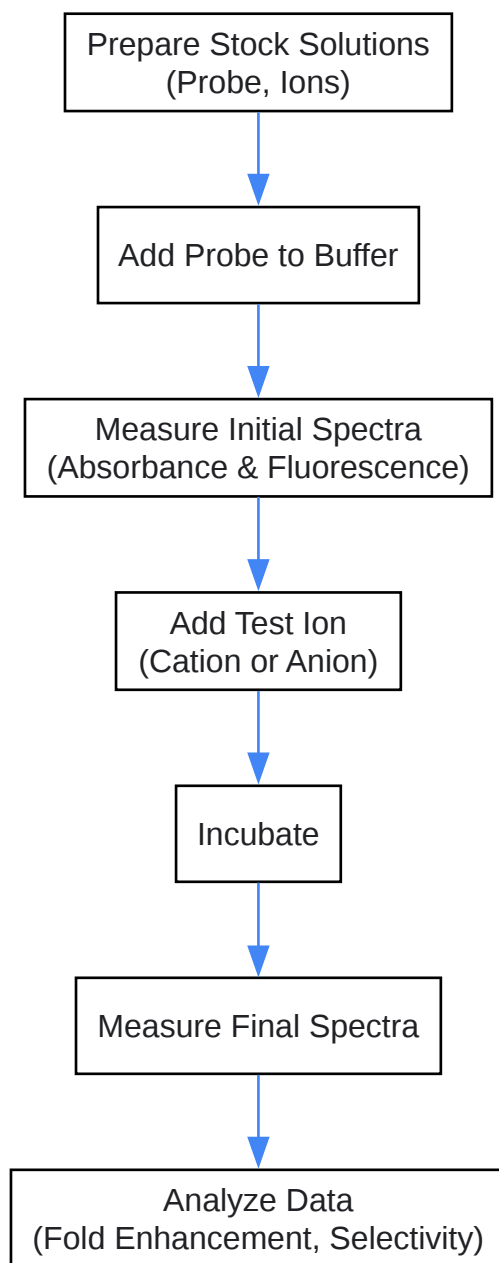 Prepare Stock Solutions
(Probe, Ions)
Add Probe to Buffer
Measure Initial Spectra
(Absorbance & Fluorescence)
Add Test Ion
(Cation or Anion)
Incubate
Measure Final Spectra
Analyze Data
(Fold Enhancement, Selectivity)